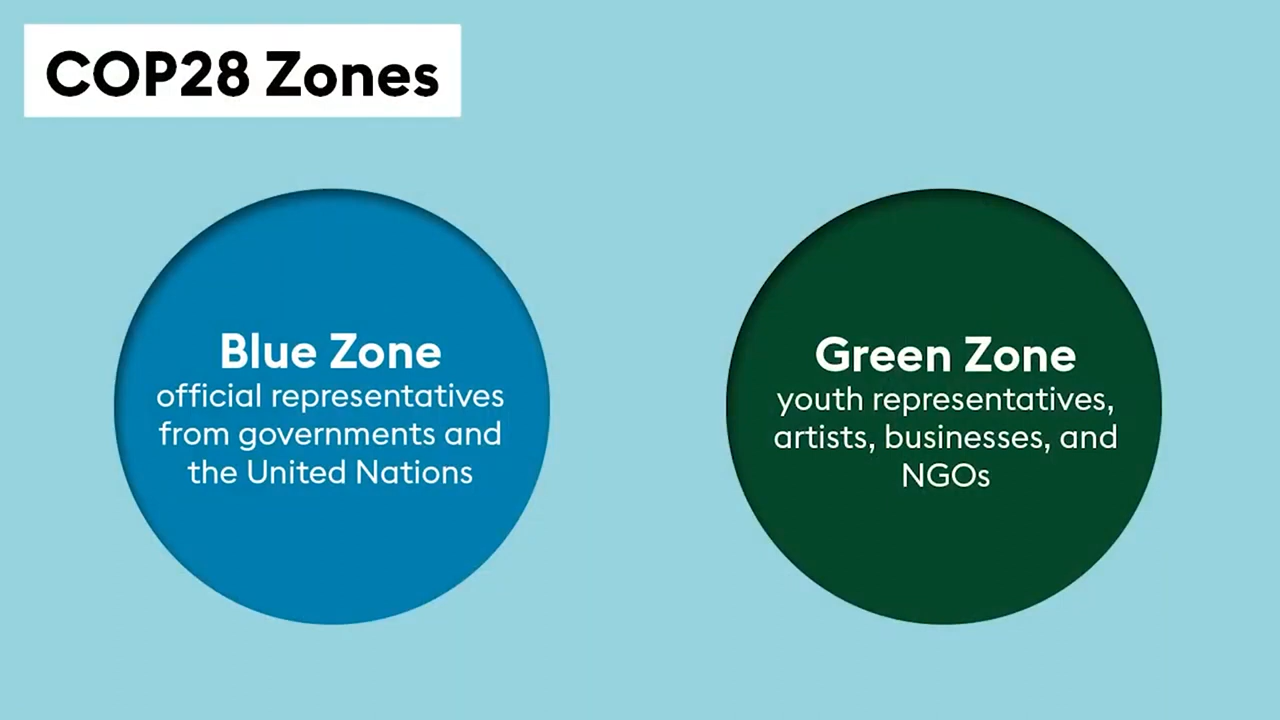 COP28 Zones
Blue Zone
official representatives
from governments and
the United Nations
Green Zone
youth representatives,
artists, businesses, and
NGOs